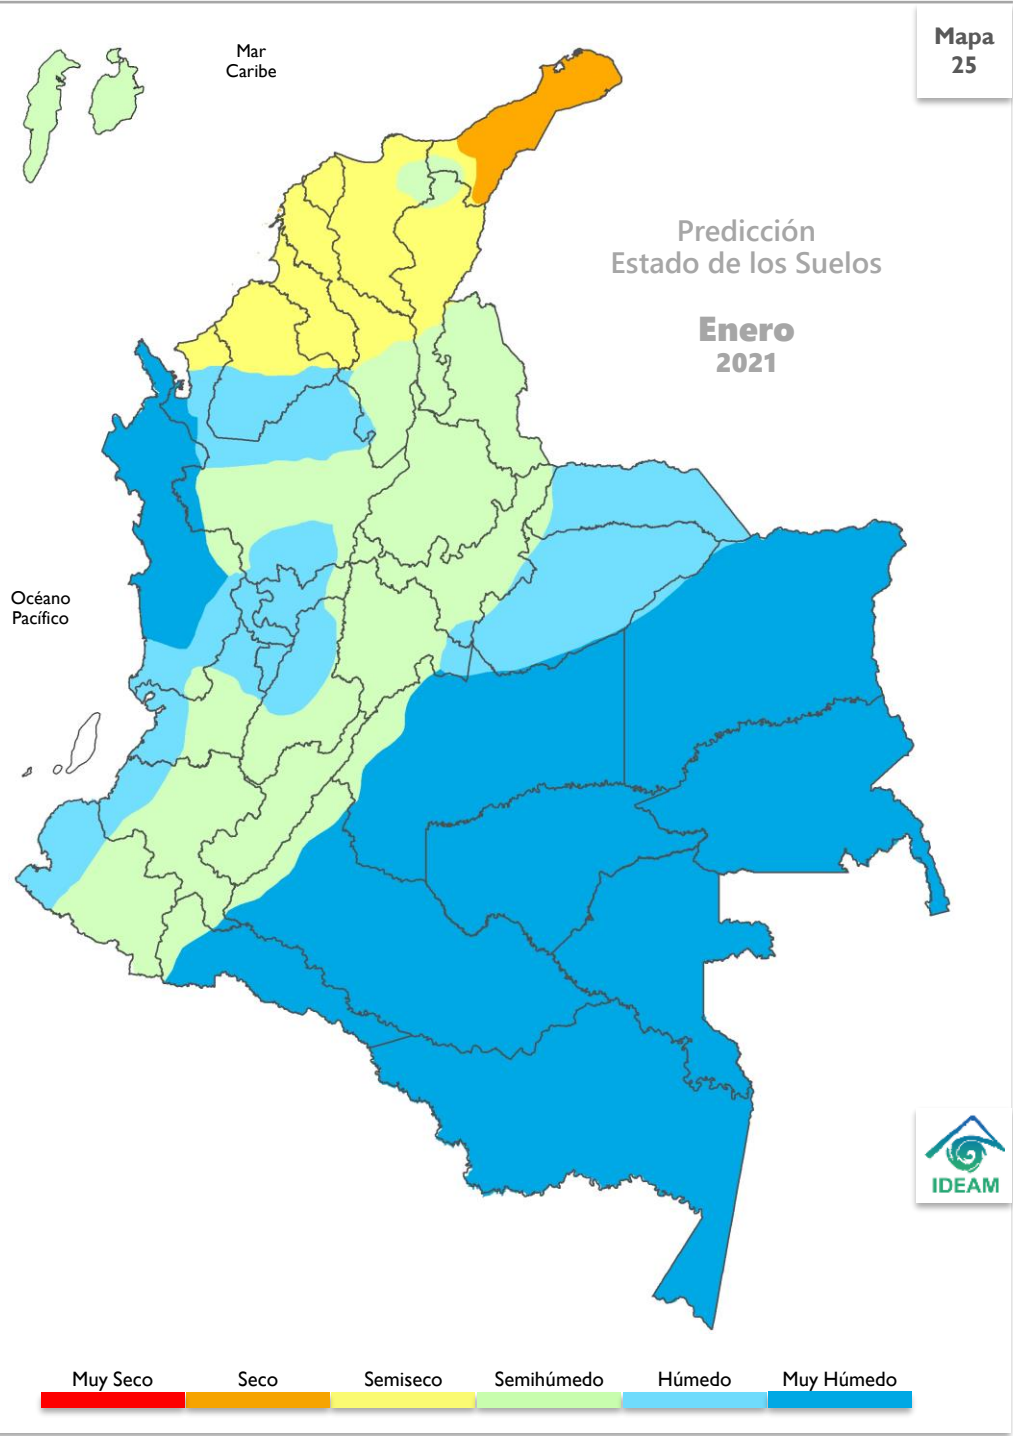 Mapa
25
Mar
Caribe
Predicción
Estado de los Suelos
Enero
2021
Océano
Pacífico
IDEAM
Muy Seco
Seco
Semiseco
Semihúmedo
Húmedo
Muy Húmedo